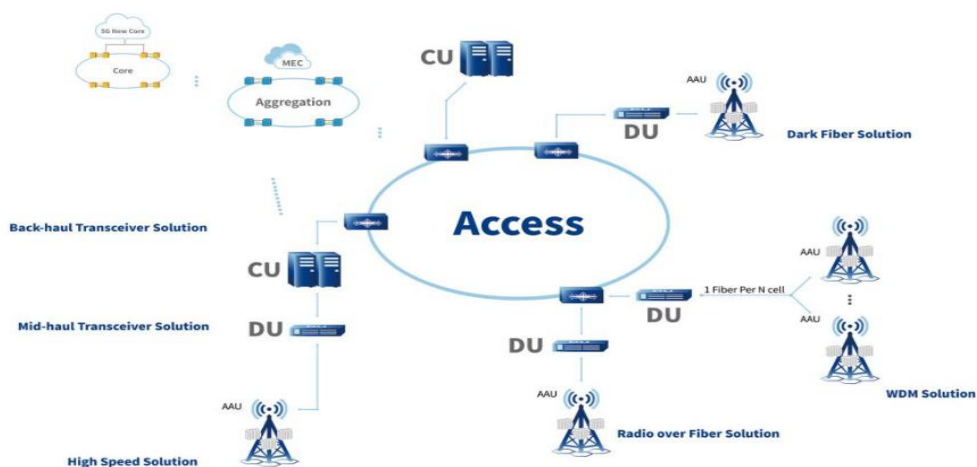 5G New Core
Core
MEC
Aggregation
CU
AAU
DU
Dark Fiber Solution
Access
Back-haul Transceiver Solution
CU
AAU
1 Fiber Per N cell
DU
AAU
Mid-haul Transceiver Solution
DU
DU
WDM Solution
AAU
AAU
Radio over Fiber Solution
High Speed Solution